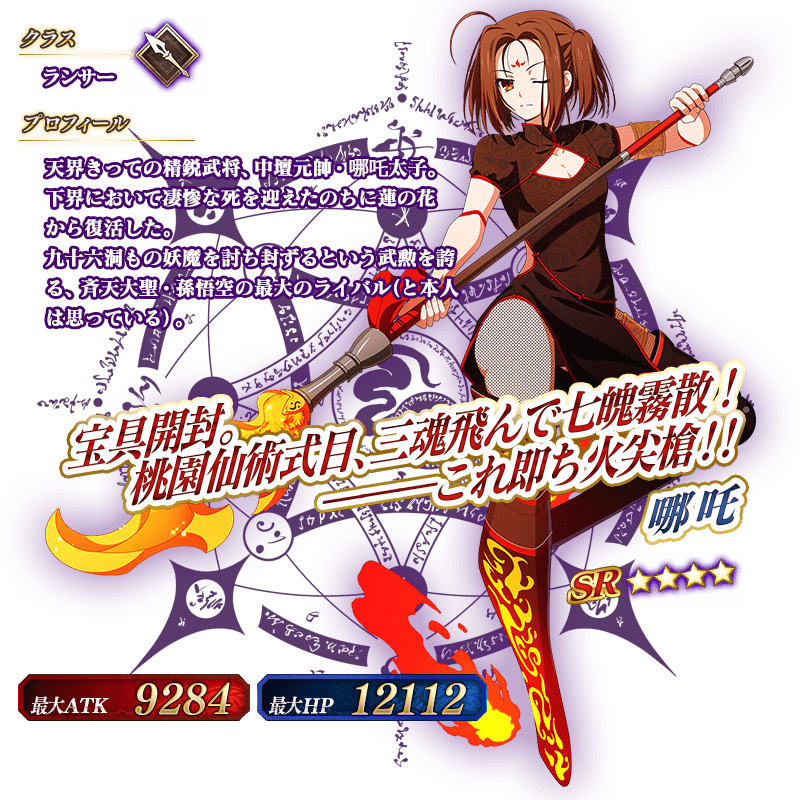 クラス
ランサー
プロフィール
天界きっての精鋭武将、中壇元帥・哪吒太子。
下界において凄惨な死を迎えたのちに蓮の花
から復活した。
九十六洞もの妖魔を討ち封ずるという武勲を誇
る、斉天大聖・孫悟空の最大のライバル(と本人
は思っている)。
宝具開封。
桃園仙術式目、三魂飛んで七魄霧散!
――これ即ち火尖槍!!
哪吒
SR
最大ATK 9284
最大HP 12112